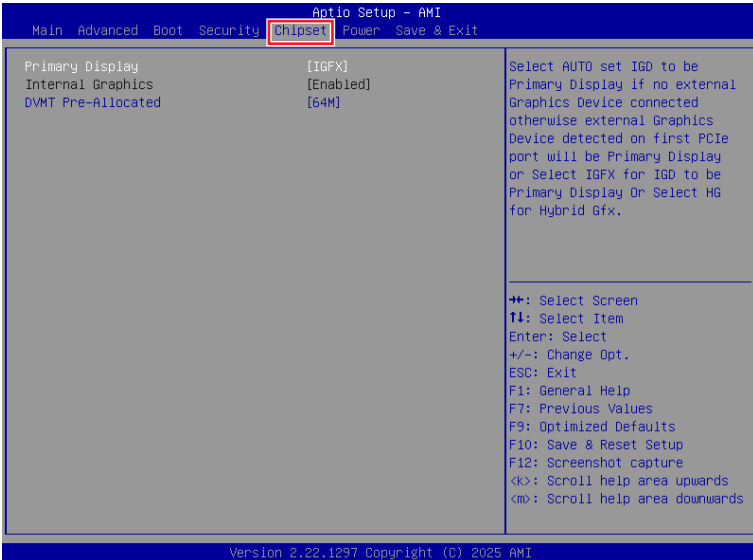 Aptio Setup - AMI
Main Advanced Boot Security Chipset Power Save & Exit
Primary Display [IGFX]
Internal Graphics [Enabled]
DVMT Pre-Allocated [64M]
Select AUTO set IGD to be
Primary Display if no external
Graphics Device connected
otherwise external Graphics
Device detected on first PCIe
port will be Primary Display
or Select IGFX for IGD to be
Primary Display Or Select HG
for Hybrid Gfx.
→←: Select Screen
↑↓: Select Item
Enter: Select
+/-: Change Opt.
ESC: Exit
F1: General Help
F7: Previous Values
F9: Optimized Defaults
F10: Save & Reset Setup
F12: Screenshot capture
<k>: Scroll help area upwards
<m>: Scroll help area downwards
Version 2.22.1297 Copyright (C) 2025 AMI